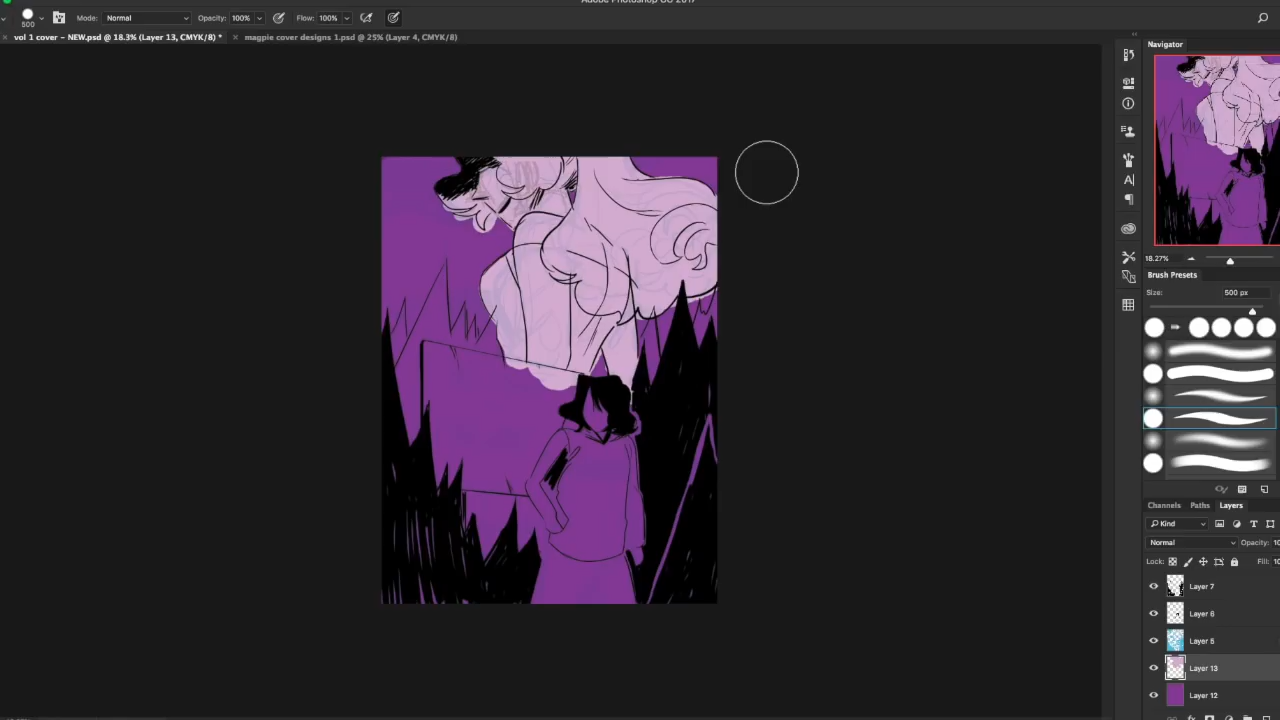 Adobe Photoshop CC 2017
500 Mode: Normal Opacity: 100% Flow: 100%
vol 1 cover – NEW.psd @ 18.3% (Layer 13, CMYK/8) * magpie cover designs 1.psd @ 25% (Layer 4, CMYK/8)
Navigator
18.27%
Brush Presets
Size: 500 px
Channels Paths Layers
Kind
Normal Opacity: 10
Lock: Fill: 10
Layer 7
Layer 6
Layer 5
Layer 13
Layer 12